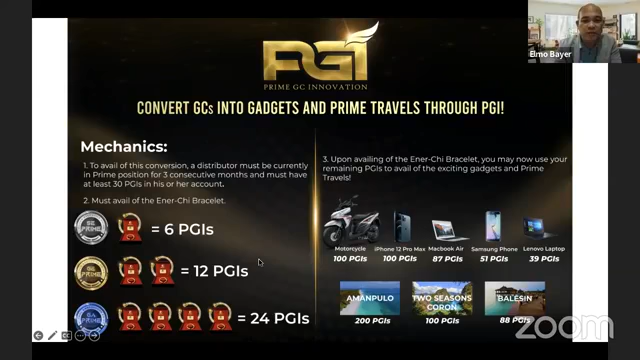 PGI
PRIME GC INNOVATION
CONVERT GCs INTO GADGETS AND PRIME TRAVELS THROUGH PGI!
Elmo Bayer
Mechanics:
1. To avail of this conversion, a distributor must be currently
in Prime position for 3 consecutive months and must have
at least 30 PGIs in his or her account.
2. Must avail of the Ener-Chi Bracelet.
= 6 PGIs
= 12 PGIs
= 24 PGIs
3. Upon availing of the Ener-Chi Bracelet, you may now use your
remaining PGIs to avail of the exciting gadgets and Prime
Travels!
Motorcycle
100 PGIs
iPhone 12 Pro Max
100 PGIs
Macbook Air
87 PGIs
Samsung Phone
51 PGIs
Lenovo Laptop
39 PGIs
AMANPULO
200 PGIs
TWO SEASONS
CORON
100 PGIs
BALESIN
88 PGIs
zoom